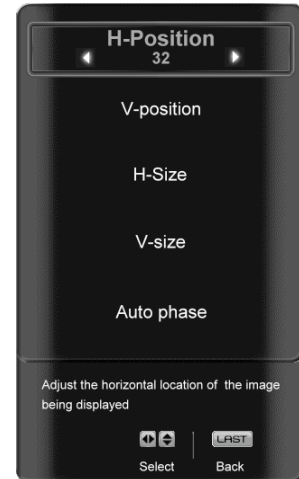 H-Position
32
V-position
H-Size
V-size
Auto phase
Adjust the horizontal location of the image
being displayed
LAST
Select Back